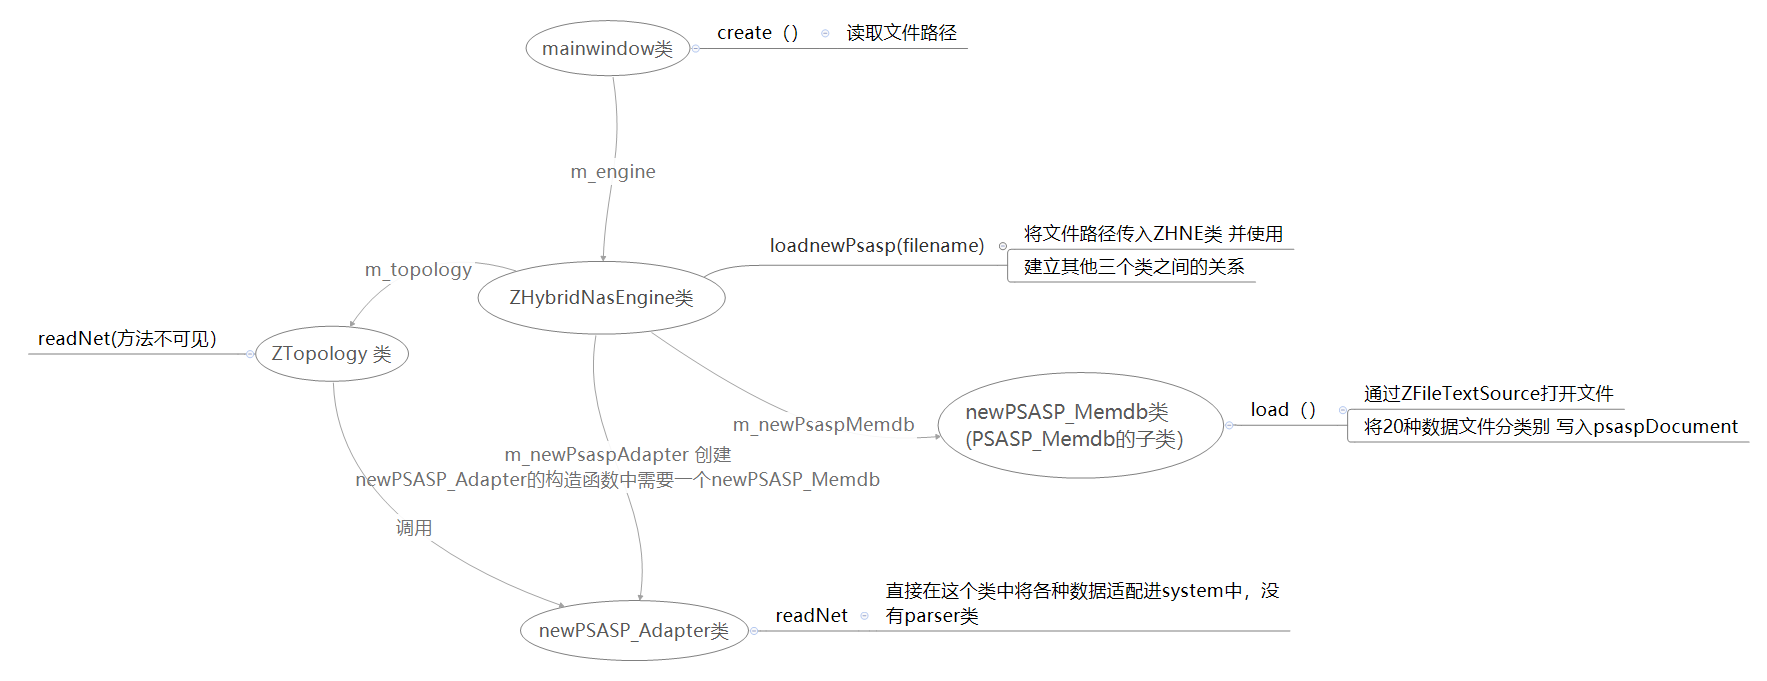 mainwindow类
create（）
读取文件路径
m_engine
loadnewPsasp(filename)
将文件路径传入ZHNE类 并使用
建立其他三个类之间的关系
m_topology
ZHybridNasEngine类
readNet(方法不可见）
ZTopology 类
newPSASP_Memdb类
(PSASP_Memdb的子类)
load（）
通过ZFileTextSource打开文件
将20种数据文件分类别 写入psaspDocument
m_newPsaspMemdb
m_newPsaspAdapter 创建
newPSASP_Adapter的构造函数中需要一个newPSASP_Memdb
调用
newPSASP_Adapter类
readNet
直接在这个类中将各种数据适配进system中，没
有parser类